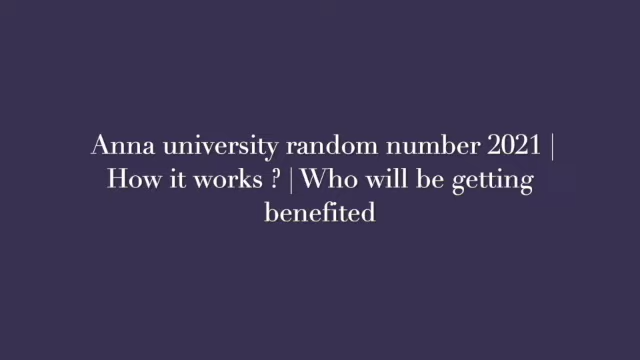 Anna university random number 2021 |
How it works ? | Who will be getting
benefited